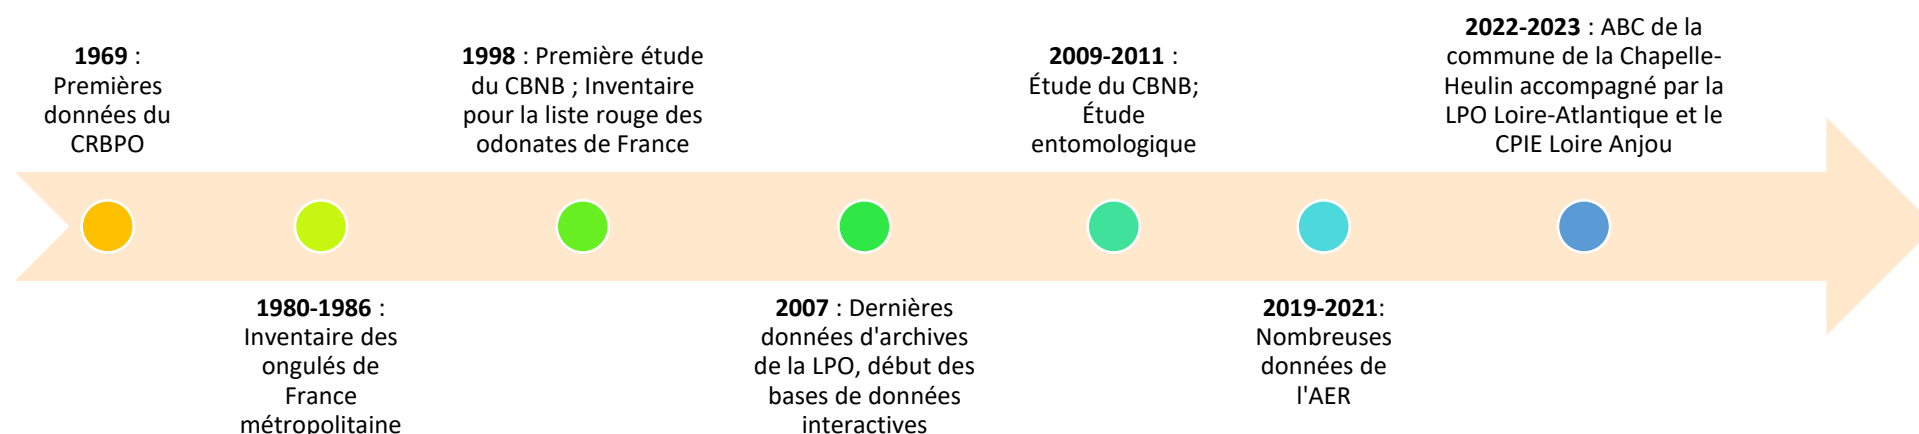 1969 :
Premières
données du
CRBPO
1980-1986 :
Inventaire des
ongulés de
France
métropolitaine
1998 : Première étude
du CBNB ; Inventaire
pour la liste rouge des
odonates de France
2007 : Dernières
données d'archives
de la LPO, début des
bases de données
interactives
2009-2011 :
Étude du CBNB;
Étude
entomologique
2019-2021:
Nombreuses
données de
l'AER
2022-2023 : ABC de la
commune de la Chapelle-
Heulin accompagné par la
LPO Loire-Atlantique et le
CPIE Loire Anjou